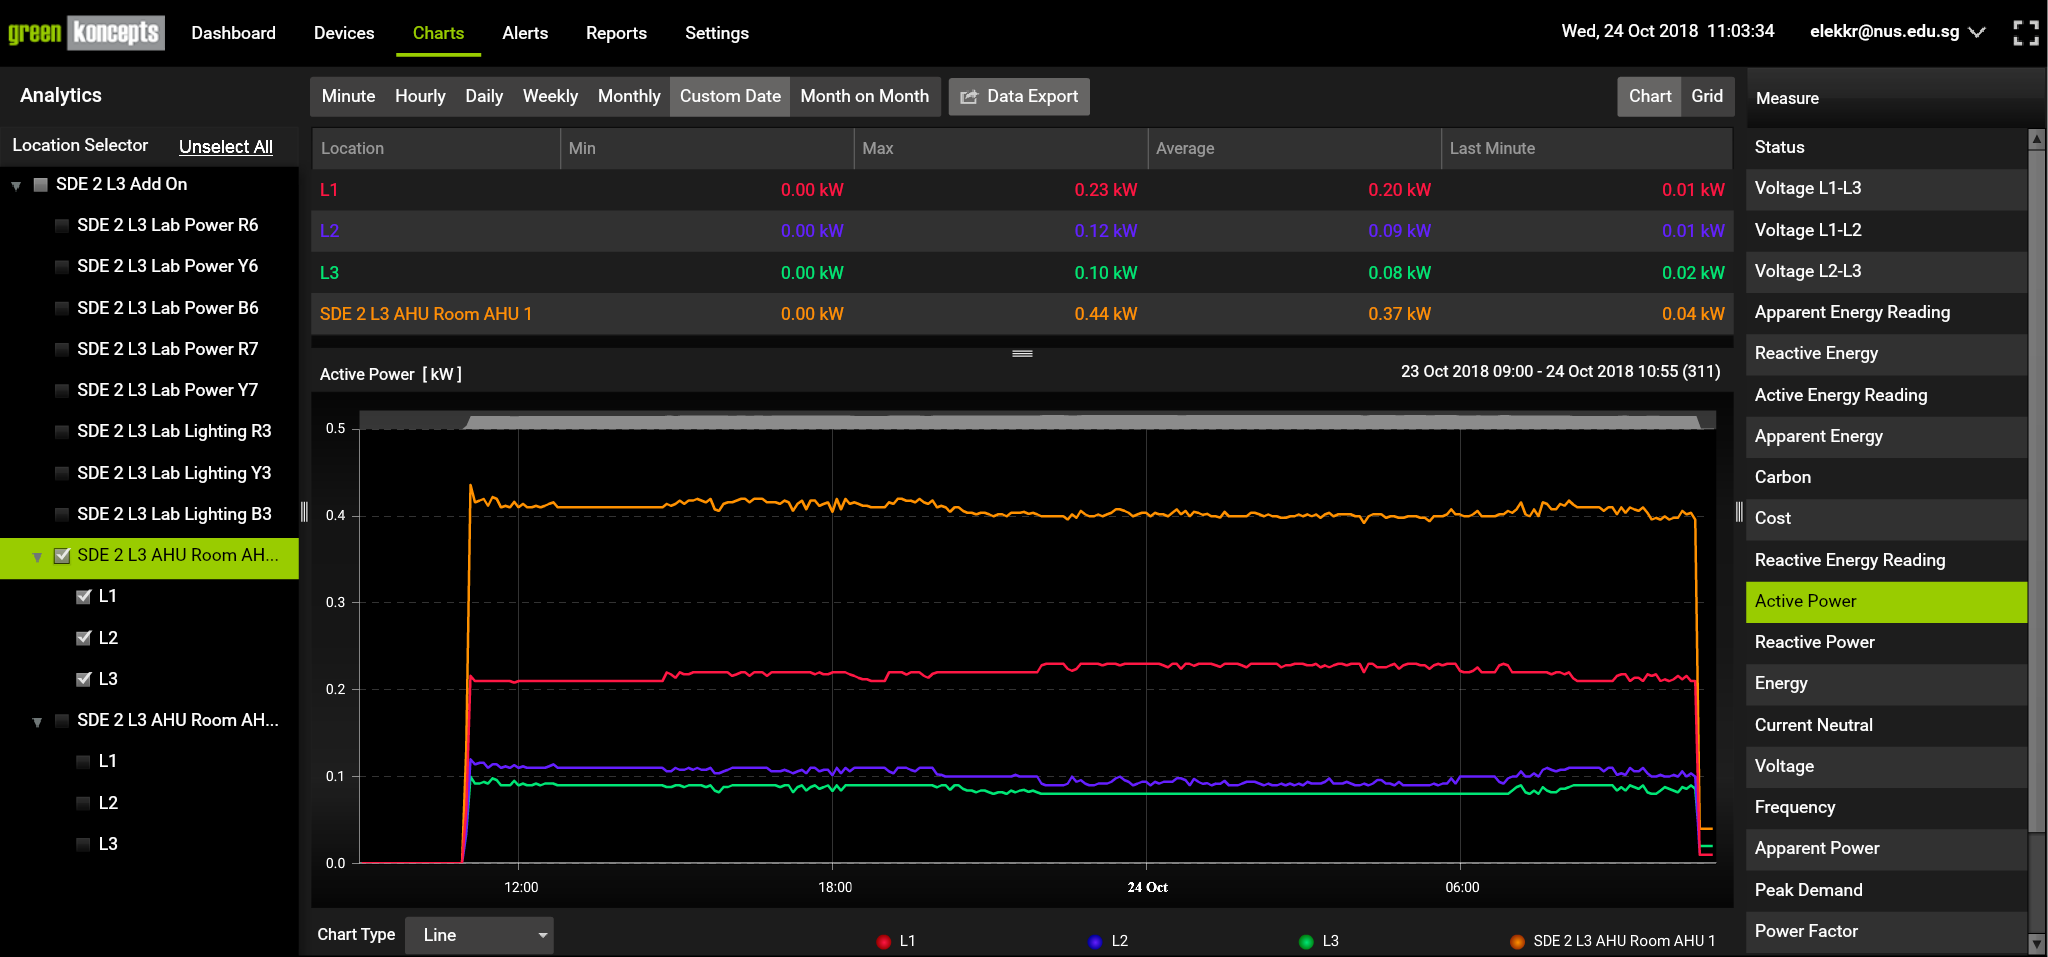 green koncepts
Dashboard Devices Charts Alerts Reports Settings
Wed, 24 Oct 2018 11:03:34
elekkr@nus.edu.sg
Analytics
Location Selector Unselect All
SDE 2 L3 Add On
SDE 2 L3 Lab Power R6
SDE 2 L3 Lab Power Y6
SDE 2 L3 Lab Power B6
SDE 2 L3 Lab Power R7
SDE 2 L3 Lab Power Y7
SDE 2 L3 Lab Lighting R3
SDE 2 L3 Lab Lighting Y3
SDE 2 L3 Lab Lighting B3
SDE 2 L3 AHU Room AH...
L1
L2
L3
SDE 2 L3 AHU Room AH...
L1
L2
L3
Minute Hourly Daily Weekly Monthly Custom Date Month on Month Data Export
Chart Grid
Location Min Max Average Last Minute
L1 0.00 kW 0.23 kW 0.20 kW 0.01 kW
L2 0.00 kW 0.12 kW 0.09 kW 0.01 kW
L3 0.00 kW 0.10 kW 0.08 kW 0.02 kW
SDE 2 L3 AHU Room AHU 1 0.00 kW 0.44 kW 0.37 kW 0.04 kW
Active Power [ kW ]
23 Oct 2018 09:00 - 24 Oct 2018 10:55 (311)
0.5
0.4
0.3
0.2
0.1
0.0
12:00 18:00 24 Oct 06:00
Chart Type Line
L1 L2 L3 SDE 2 L3 AHU Room AHU 1
Measure
Status
Voltage L1-L3
Voltage L1-L2
Voltage L2-L3
Apparent Energy Reading
Reactive Energy
Active Energy Reading
Apparent Energy
Carbon
Cost
Reactive Energy Reading
Active Power
Reactive Power
Energy
Current Neutral
Voltage
Frequency
Apparent Power
Peak Demand
Power Factor